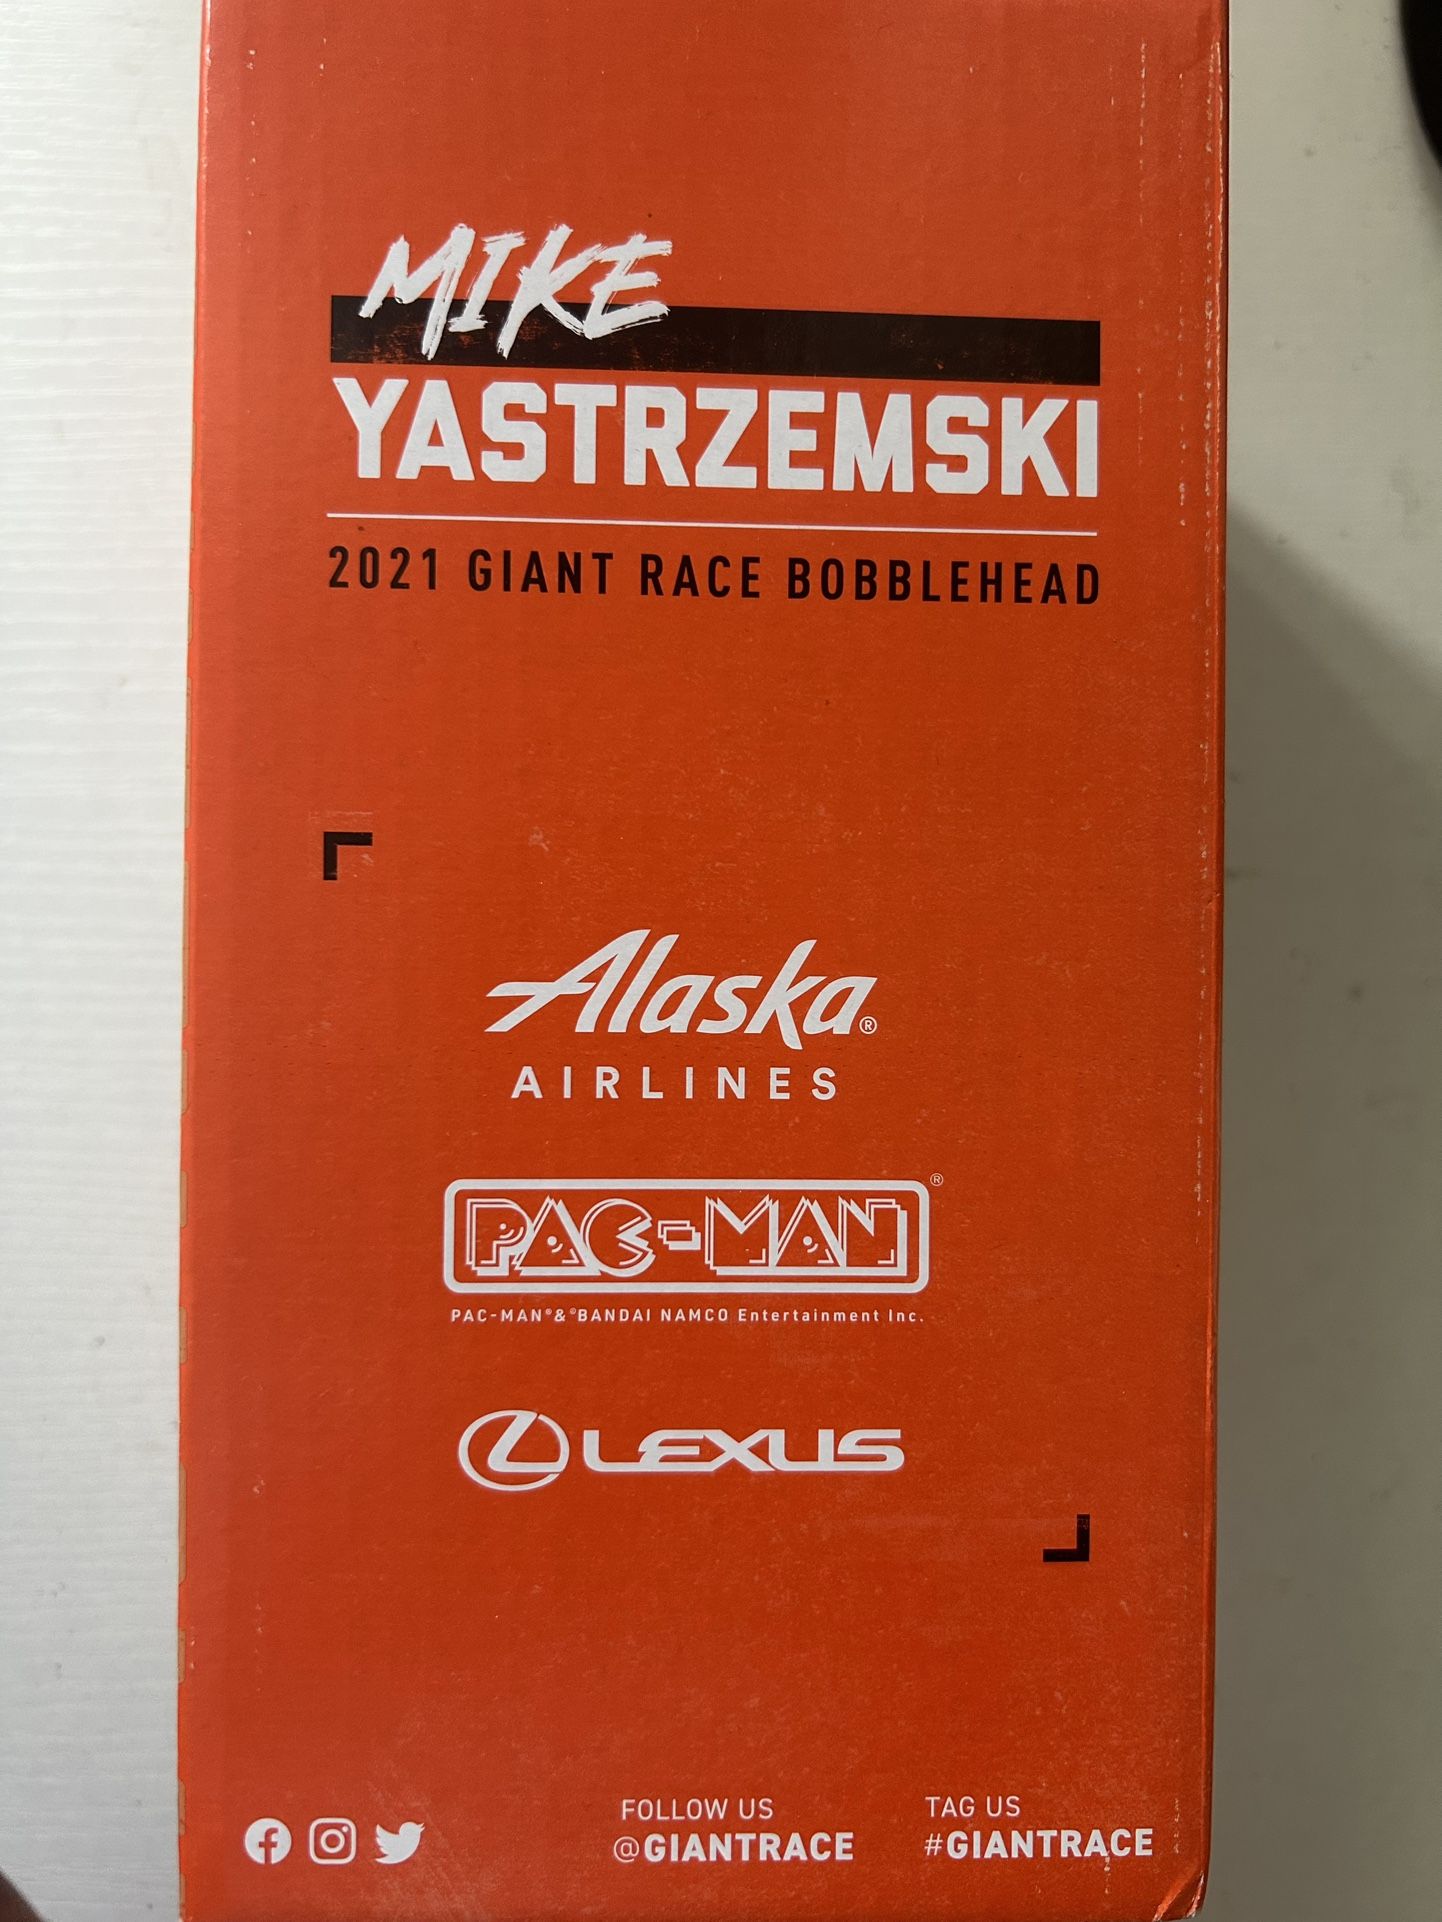 MIKE
YASTRZEMSKI
2021 GIANT RACE BOBBLEHEAD
Alaska®
AIRLINES
PAC-MAN®
PAC-MAN®&©BANDAI NAMCO Entertainment Inc.
LEXUS
FOLLOW US
@GIANTRACE
TAG US
#GIANTRACE